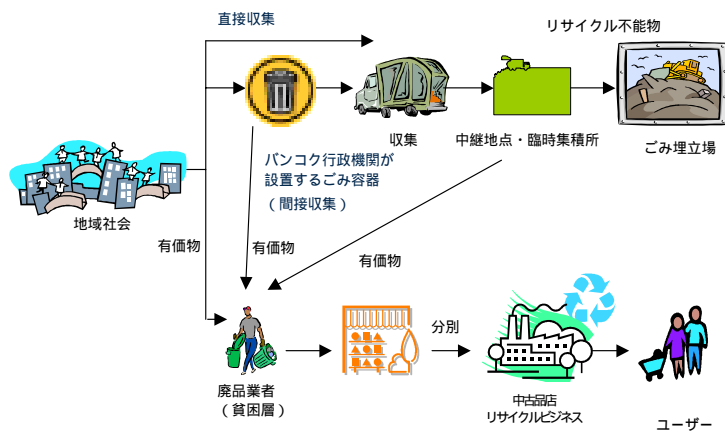 直接収集
リサイクル不能物
収集
中継地点・臨時集積所
ごみ埋立場
バンコク行政機関が
設置するごみ容器
（間接収集）
地域社会
有価物
有価物
有価物
分別
廃品業者
（貧困層）
中古品店
リサイクルビジネス
ユーザー